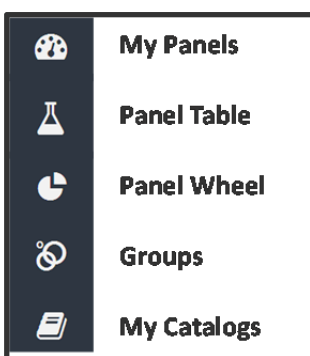 My Panels
Panel Table
Panel Wheel
Groups
My Catalogs